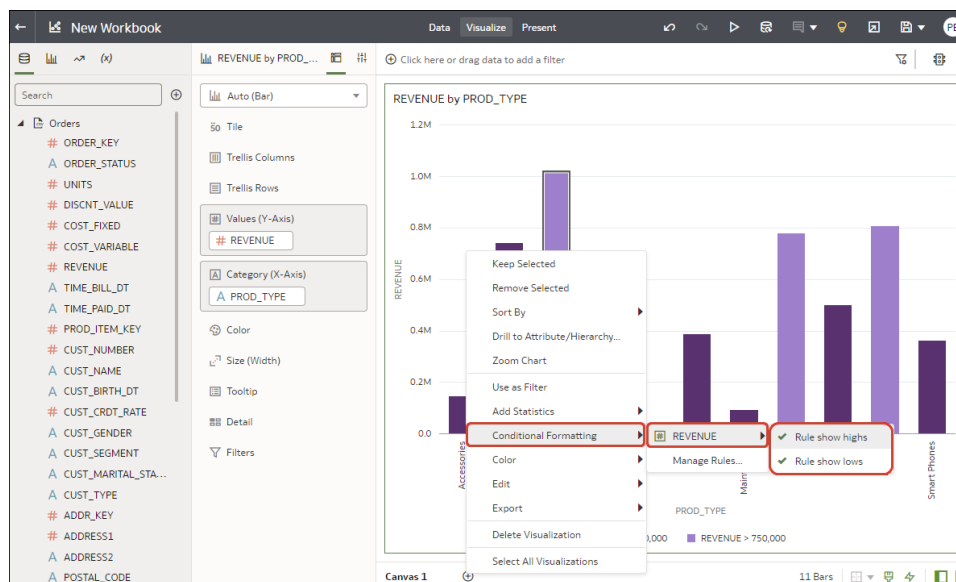 New Workbook
Data Visualize Present
PE
Search
Orders
ORDER_KEY
ORDER_STATUS
UNITS
DISCNT_VALUE
COST_FIXED
COST_VARIABLE
REVENUE
TIME_BILL_DT
TIME_PAID_DT
PROD_ITEM_KEY
CUST_NUMBER
CUST_NAME
CUST_BIRTH_DT
CUST_CRDT_RATE
CUST_GENDER
CUST_SEGMENT
CUST_MARITAL_STA...
CUST_TYPE
ADDR_KEY
ADDRESS1
ADDRESS2
POSTAL_CODE
REVENUE by PROD_...
Auto (Bar)
Tile
Trellis Columns
Trellis Rows
Values (Y-Axis)
REVENUE
Category (X-Axis)
PROD_TYPE
Color
Size (Width)
Tooltip
Detail
Filters
Click here or drag data to add a filter
REVENUE by PROD_TYPE
1.2M
1.0M
0.8M
0.6M
0.4M
0.2M
0.0
REVENUE
Keep Selected
Remove Selected
Sort By
Drill to Attribute/Hierarchy...
Zoom Chart
Use as Filter
Add Statistics
Conditional Formatting
Color
Edit
Export
Delete Visualization
Select All Visualizations
REVENUE
Manage Rules...
Rule show highs
Rule show lows
Accessories
Main
Smart Phones
PROD_TYPE
0,000
REVENUE > 750,000
Canvas 1
11 Bars